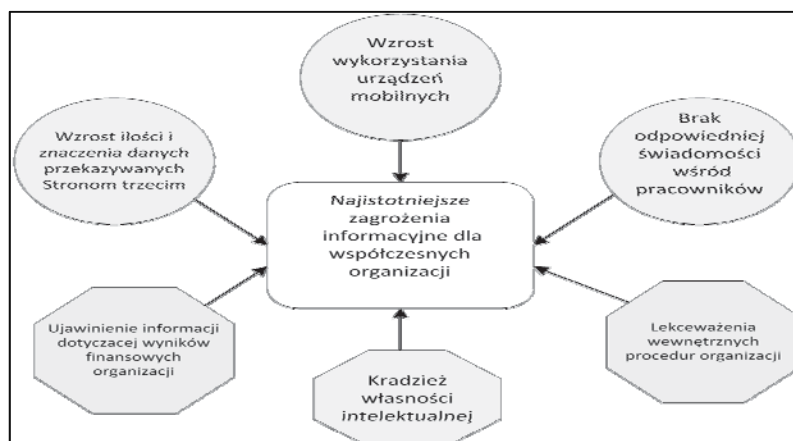 Wzrost
wykorzystania
urządzeń
mobilnych
Wzrost ilości i
znaczenia danych
przekazywanych
Stronom trzecim
Brak
odpowiedniej
świadomości
wśród
pracowników
Najistotniejsze
zagrożenia
informacyjne dla
współczesnych
organizacji
Ujawinienie informacji
dotyczacej wyników
finansowych
organizacji
Kradzież
własności
intelektualnej
Lekceważenia
wewnętrznych
procedur organizacji